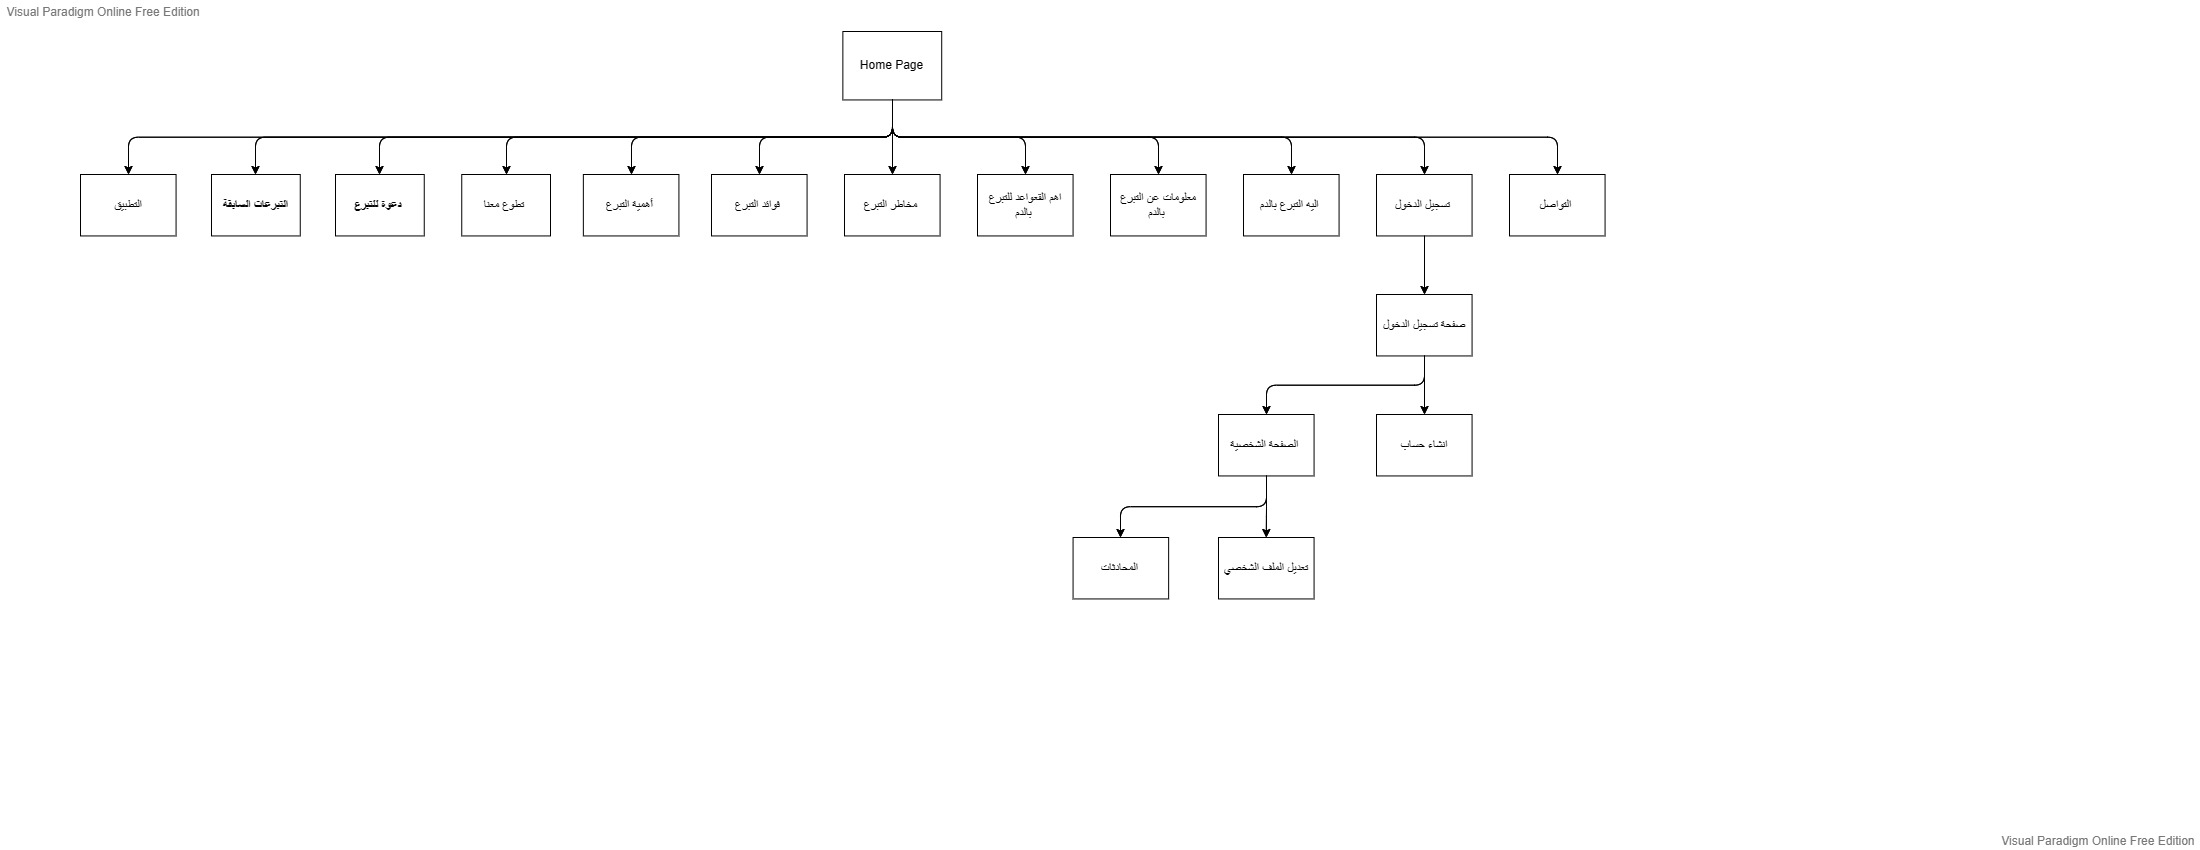 Visual Paradigm Online Free Edition
Home Page
التطبيق
التبرعات السابقة
دعوة للتبرع
تطوع معنا
أهمية التبرع
فوائد التبرع
مخاطر التبرع
اهم القعواعد للتبرع
بالدم
معلومات عن التبرع
بالدم
اليه التبرع بالدم
تسجيل الدخول
التواصل
صفحة تسجيل الدخول
الصفحة الشخصية
انشاء حساب
المحادثات
تعديل الملف الشخصي
Visual Paradigm Online Free Edition